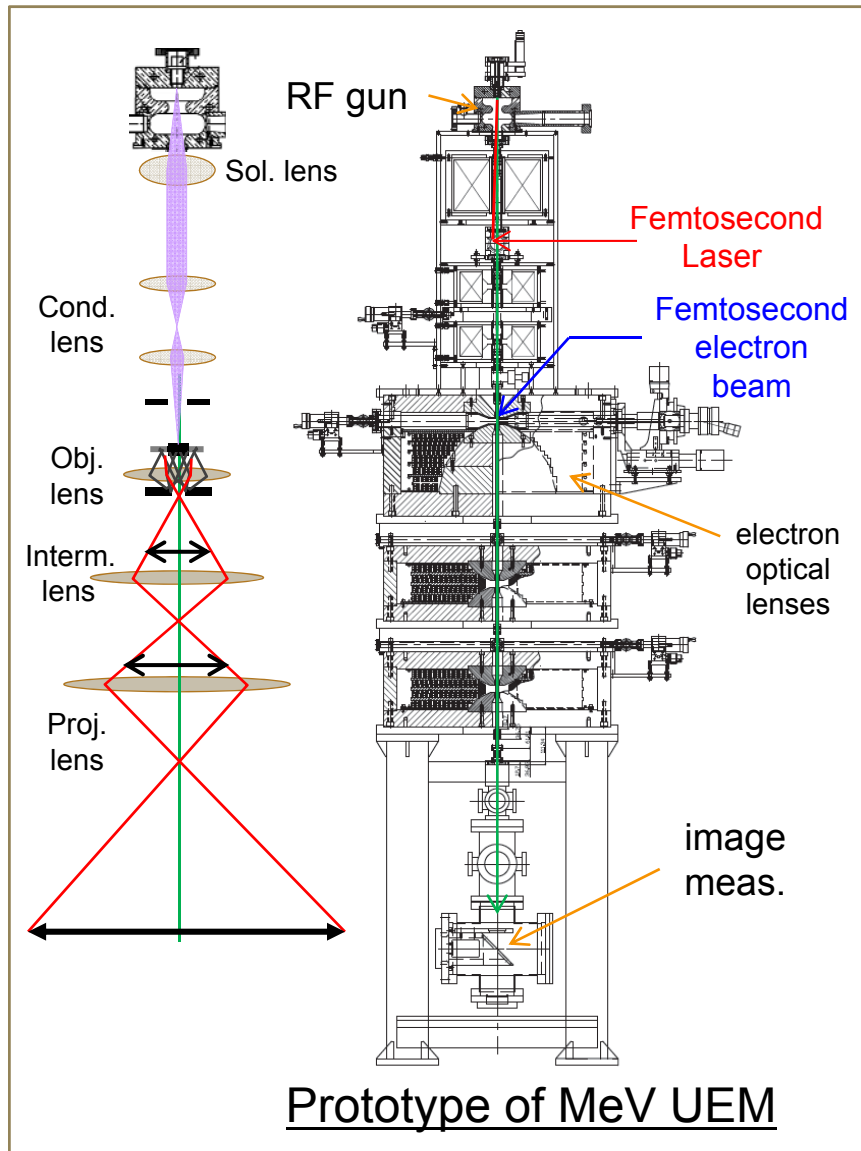 RF gun
Sol. lens
Femtosecond
Laser
Cond.
lens
Femtosecond
electron
beam
Obj.
lens
electron
optical
lenses
Interm.
lens
Proj.
lens
image
meas.
Prototype of MeV UEM